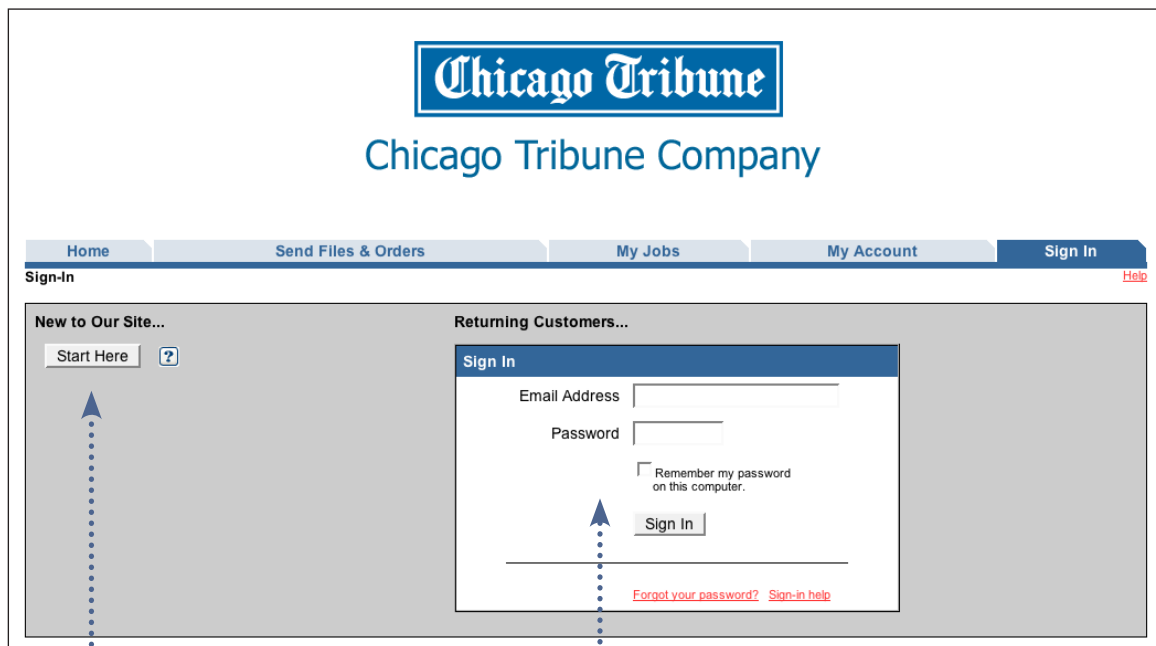 Chicago Tribune
Chicago Tribune Company
Home Send Files & Orders My Jobs My Account Sign In
Sign-In Help
New to Our Site...
Start Here ?
Returning Customers...
Sign In
Email Address
Password
Remember my password
on this computer.
Sign In
Forgot your password? Sign-in help